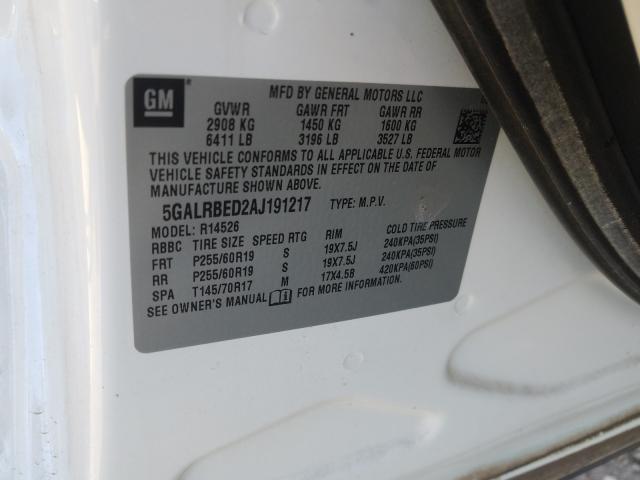 GM
MFD BY GENERAL MOTORS LLC
GVWR GAWR FRT GAWR RR
2908 KG 1450 KG 1600 KG
6411 LB 3196 LB 3527 LB
THIS VEHICLE CONFORMS TO ALL APPLICABLE U.S. FEDERAL MOTOR
VEHICLE SAFETY STANDARDS IN EFFECT ON THE DATE OF
MANUFACTURE SHOWN ABOVE.
5GALRBED2AJ191217 TYPE: M.P.V.
MODEL: R14526
RBBC TIRE SIZE SPEED RTG RIM COLD TIRE PRESSURE
FRT P255/60R19 S 19X7.5J 240KPA(35PSI)
RR P255/60R19 S 19X7.5J 240KPA(35PSI)
SPA T145/70R17 M 17X4.5B 420KPA(60PSI)
SEE OWNER'S MANUAL FOR MORE INFORMATION.